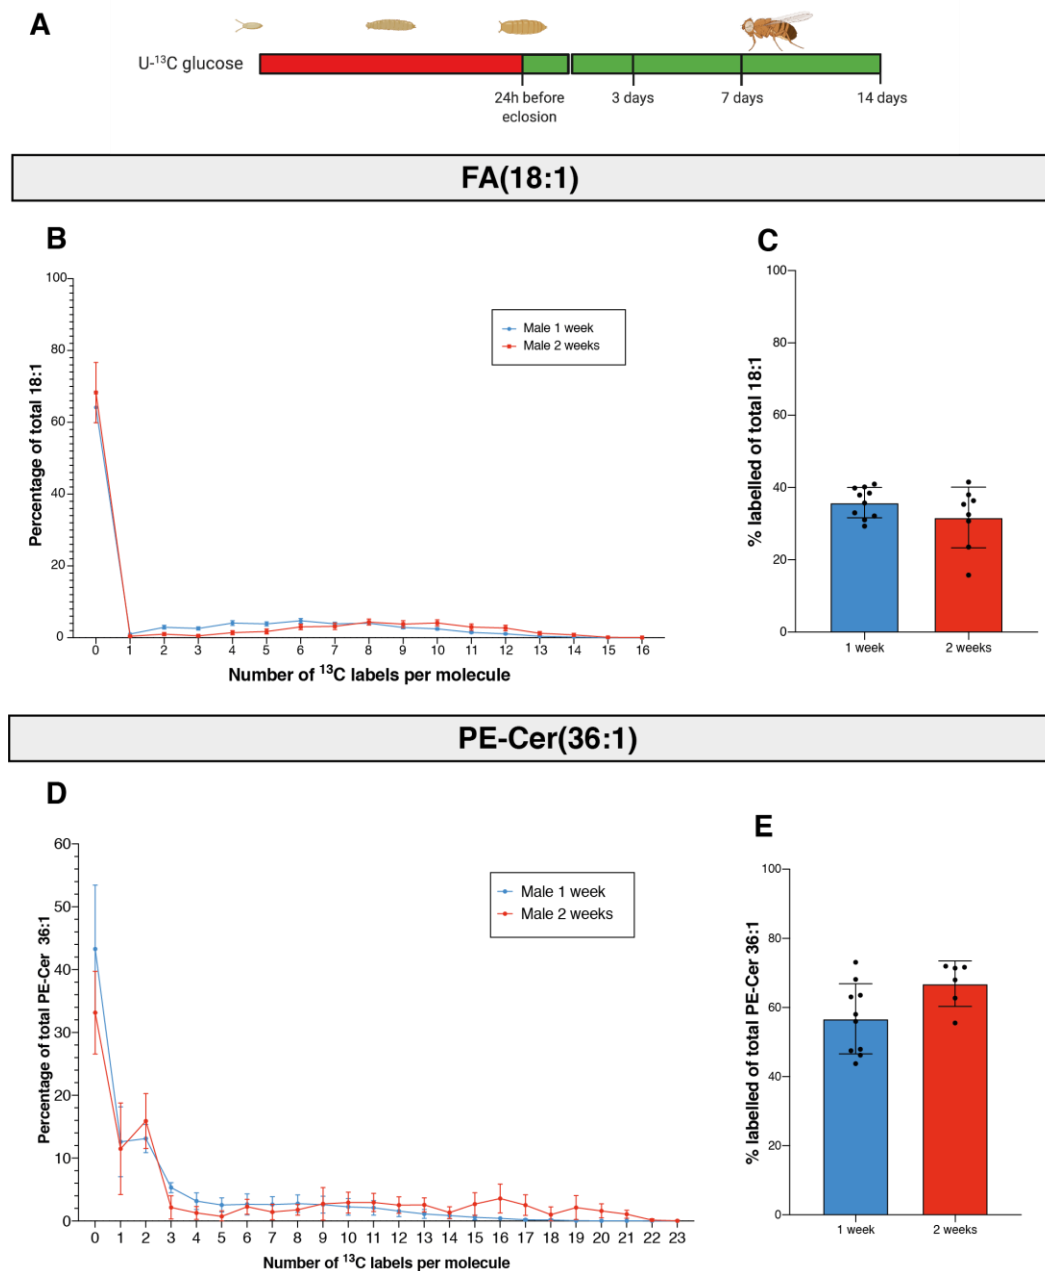 A
U-¹³C glucose
24h before
eclosion
3 days
7 days
14 days
FA(18:1)
B
100
80
60
40
20
0
Percentage of total 18:1
Male 1 week
Male 2 weeks
0 1 2 3 4 5 6 7 8 9 10 11 12 13 14 15 16
Number of ¹³C labels per molecule
C
100
80
60
40
20
0
% labelled of total 18:1
1 week
2 weeks
PE-Cer(36:1)
D
60
50
40
30
20
10
0
Percentage of total PE-Cer 36:1
Male 1 week
Male 2 weeks
0 1 2 3 4 5 6 7 8 9 10 11 12 13 14 15 16 17 18 19 20 21 22 23
Number of ¹³C labels per molecule
E
100
80
60
40
20
0
% labelled of total PE-Cer 36:1
1 week
2 weeks